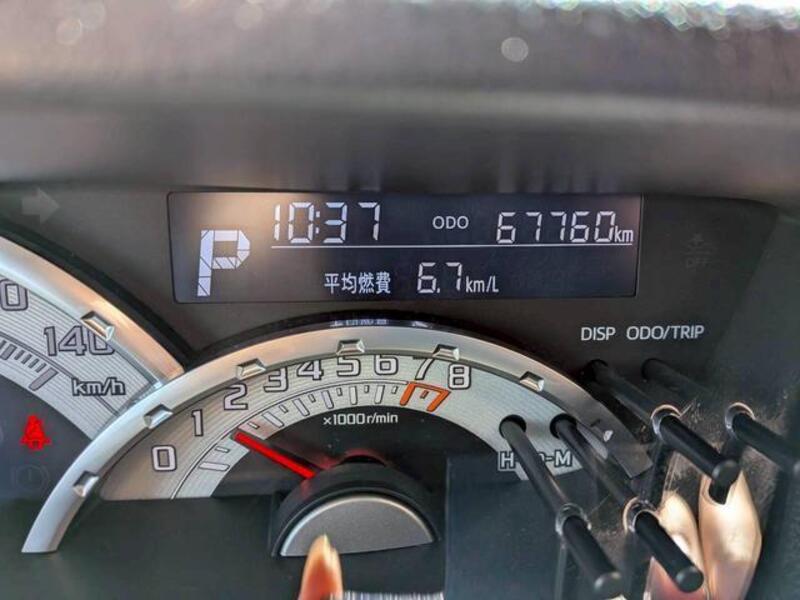 10:37 ODO 67760km
P
平均燃費 6.7km/L
DISP ODO/TRIP
140
km/h
0 1 2 3 4 5 6 7 8
×1000r/min